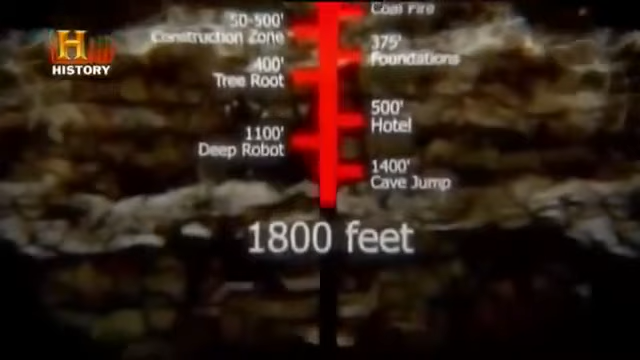 Coal Fire
50-500'
Construction Zone
375'
Foundations
400'
Tree Root
500'
Hotel
1100'
Deep Robot
1400'
Cave Jump
1800 feet
H
HISTORY